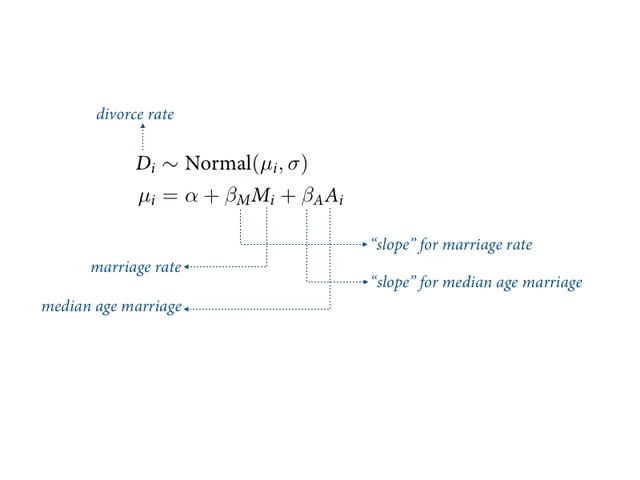 divorce rate
D_i ∼ Normal(μ_i, σ)
μ_i = α + β_M M_i + β_A A_i
“slope” for marriage rate
marriage rate
“slope” for median age marriage
median age marriage